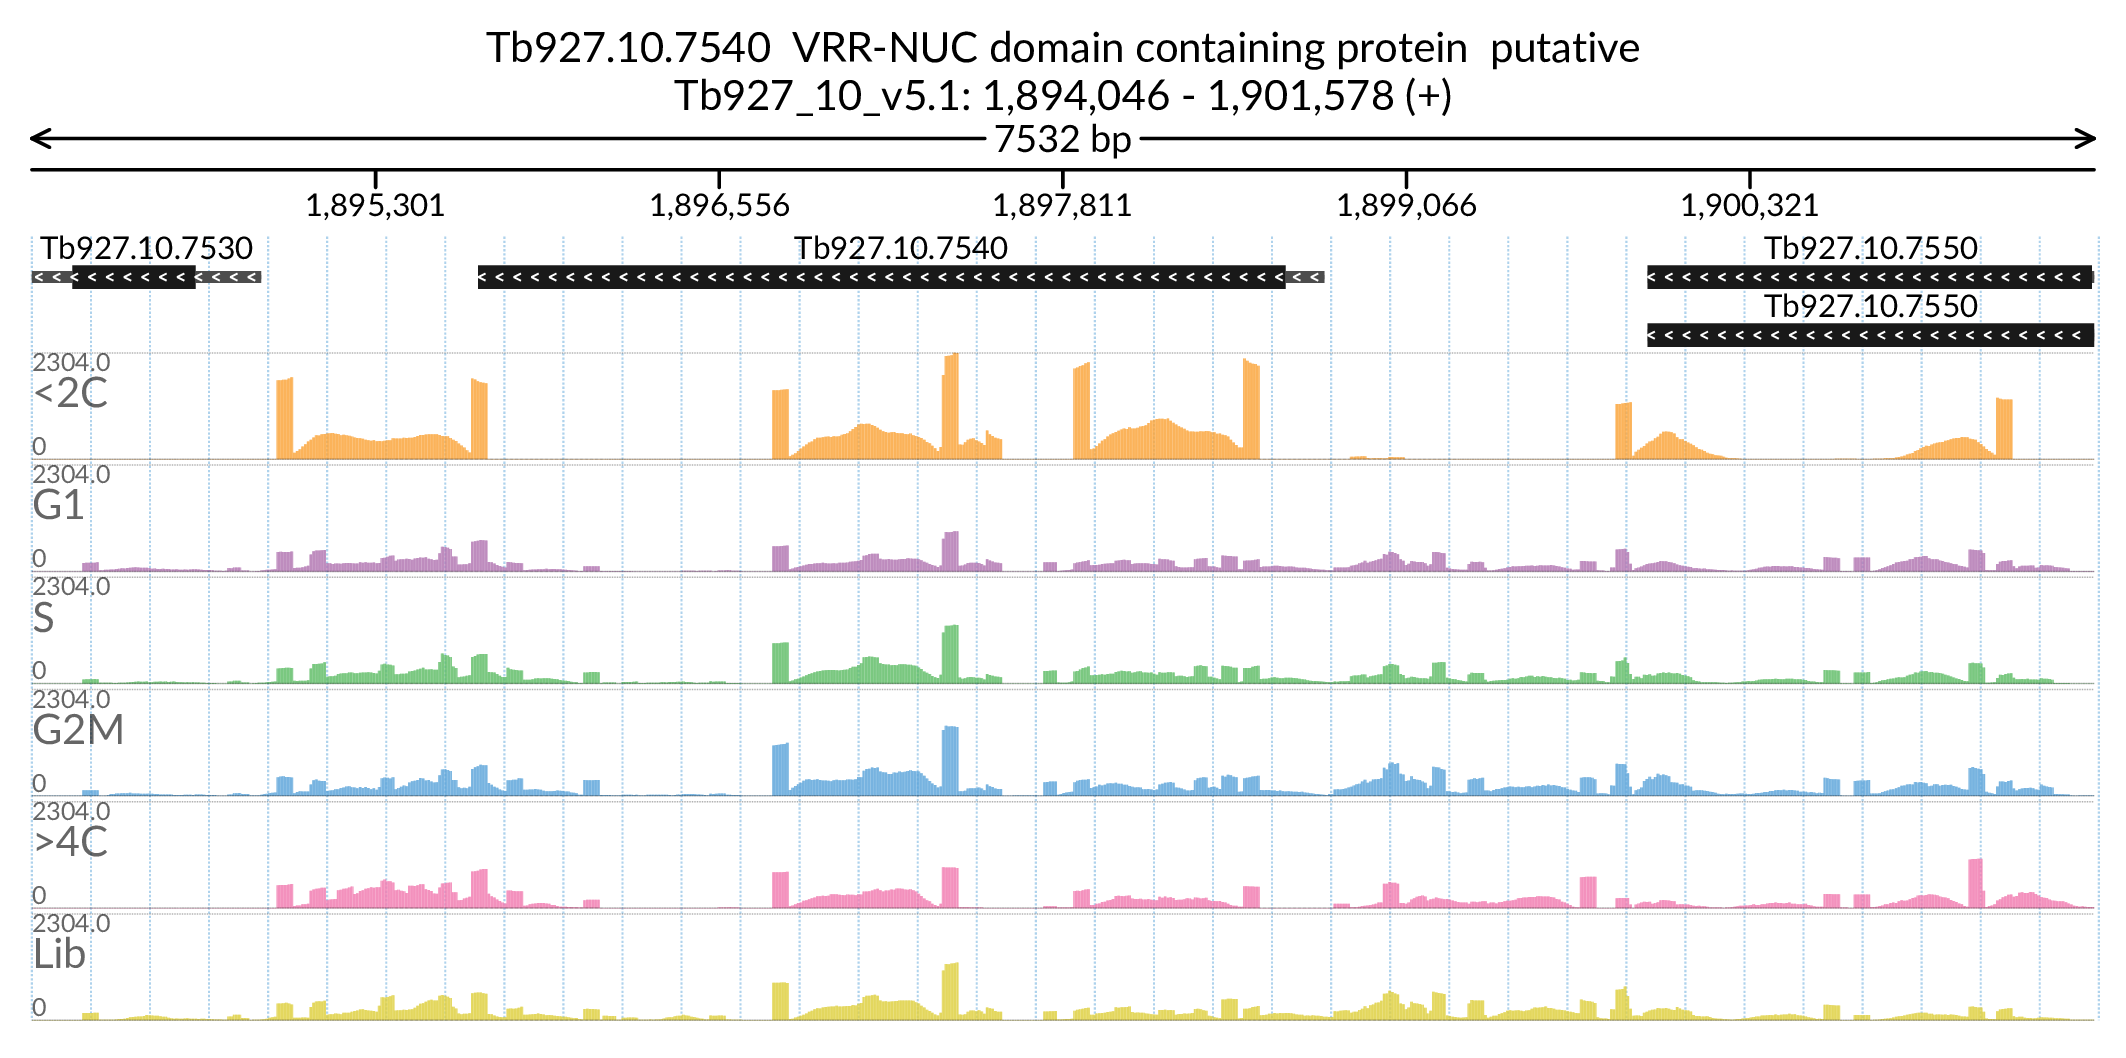 Tb927.10.7540  VRR-NUC domain containing protein  putative
Tb927_10_v5.1: 1,894,046 - 1,901,578 (+)
7532 bp
1,895,301 1,896,556 1,897,811 1,899,066 1,900,321
Tb927.10.7530 Tb927.10.7540 Tb927.10.7550
Tb927.10.7550
2304.0
<2C
0
2304.0
G1
0
2304.0
S
0
2304.0
G2M
0
2304.0
>4C
0
2304.0
Lib
0